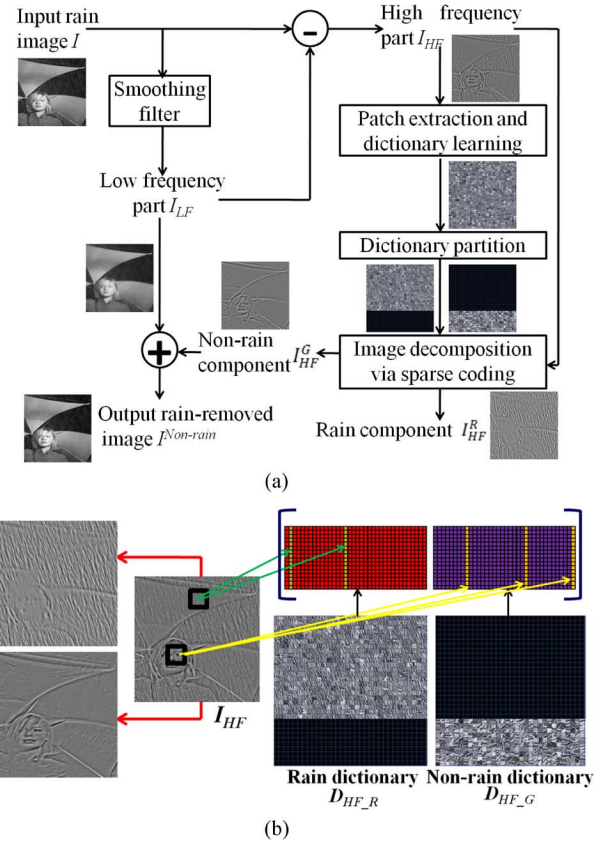 Input rain
image I
-
High frequency
part I_HF
Smoothing
filter
Patch extraction and
dictionary learning
Low frequency
part I_LF
Dictionary partition
+
Non-rain
component I_HF^G
Image decomposition
via sparse coding
Output rain-removed
image I^Non-rain
Rain component I_HF^R
(a)
I_HF
Rain dictionary
D_HF_R
Non-rain dictionary
D_HF_G
(b)